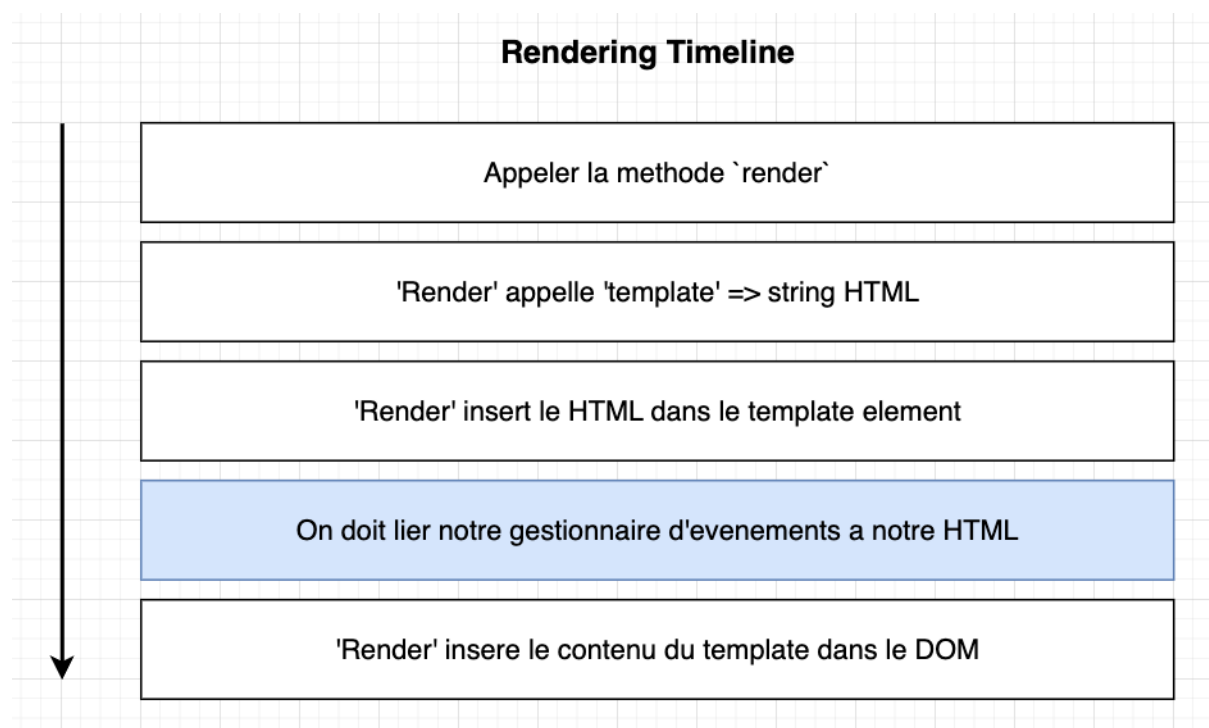 Rendering Timeline
Appeler la methode `render`
'Render' appelle 'template' => string HTML
'Render' insert le HTML dans le template element
On doit lier notre gestionnaire d'evenements a notre HTML
'Render' insere le contenu du template dans le DOM